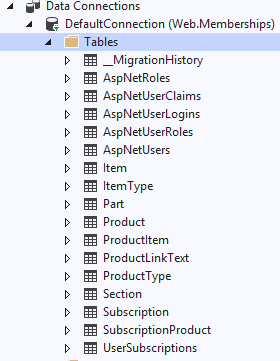 Data Connections
DefaultConnection (Web.Memberships)
Tables
__MigrationHistory
AspNetRoles
AspNetUserClaims
AspNetUserLogins
AspNetUserRoles
AspNetUsers
Item
ItemType
Part
Product
ProductItem
ProductLinkText
ProductType
Section
Subscription
SubscriptionProduct
UserSubscriptions